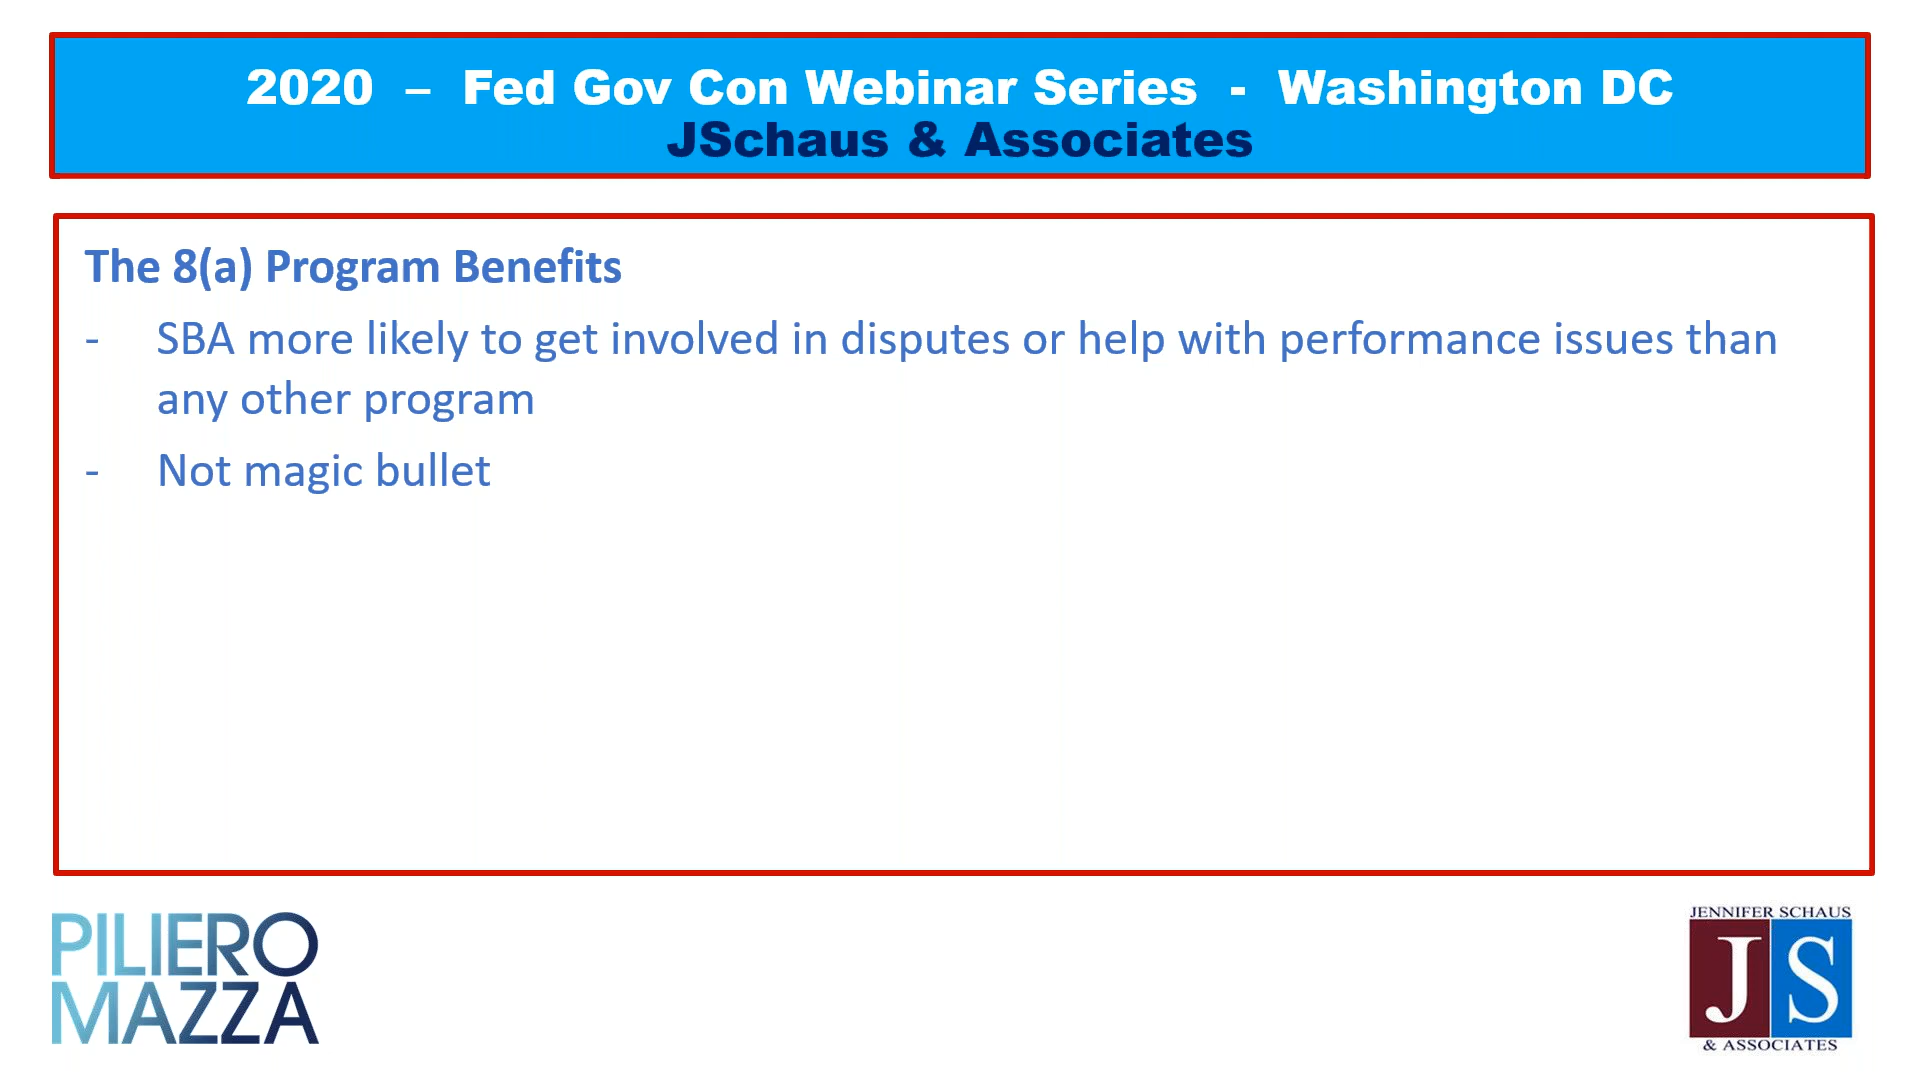 2020 – Fed Gov Con Webinar Series - Washington DC
JSchaus & Associates
The 8(a) Program Benefits
- SBA more likely to get involved in disputes or help with performance issues than
any other program
- Not magic bullet
PILIERO
MAZZA
JENNIFER SCHAUS
JS
& ASSOCIATES